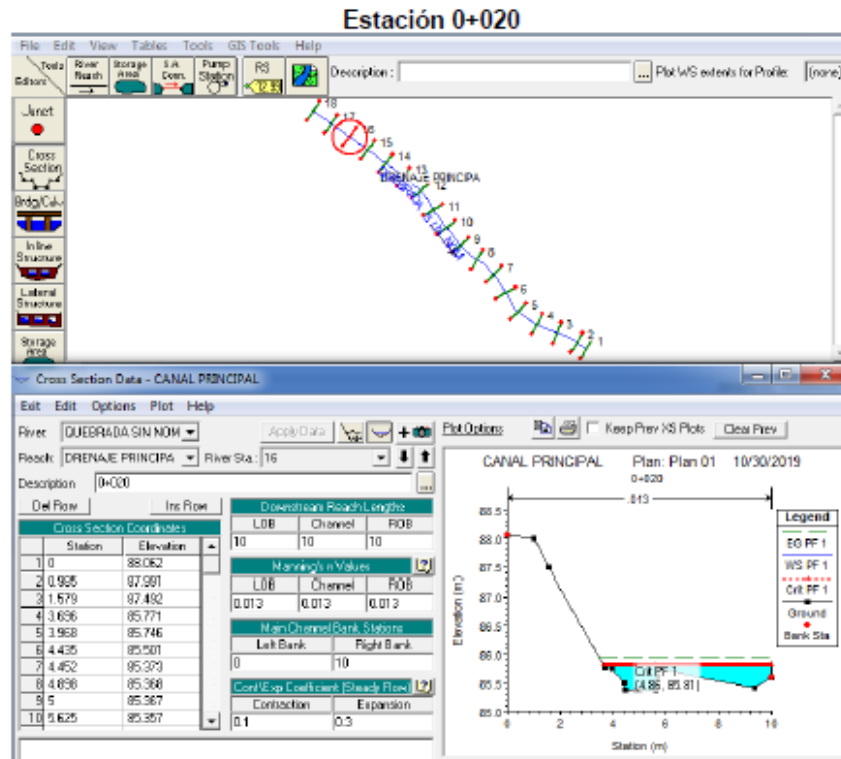 Estación 0+020
File Edit View Tables Tools GIS Tools Help
Tools
Editors
River
Reach
Storage
Area
S.A.
Conn.
Pump
Station
RS
Description :
...
Plot WS extents for Profile:
(none)
Junct
Cross
Section
Brdg/Culv
Inline
Structure
Lateral
Structure
Storage
Area
18
17
16
15
14
13
DRENAJE PRINCIPA
12
11
10
9
8
7
6
5
4
3
2
1
Cross Section Data - CANAL PRINCIPAL
Exit Edit Options Plot Help
River: QUEBRADA SIN NOM
Apply Data
Reach: DRENAJE PRINCIPA River Sta.: 16
Description 0+020
...
Del Row Ins Row
Cross Section Coordinates
Station Elevation
1 0 88.062
2 0.995 87.991
3 1.579 87.492
4 3.696 85.771
5 3.968 85.746
6 4.435 85.501
7 4.452 85.373
8 4.898 85.368
9 5 85.367
10 5.625 85.357
Downstream Reach Lengths
LOB Channel ROB
10 10 10
Manning's n Values
LOB Channel ROB
0.013 0.013 0.013
Main Channel Bank Stations
Left Bank Right Bank
0 10
Cont\Exp Coefficient (Steady Flow)
Contraction Expansion
0.1 0.3
Plot Options
Keep Prev XS Plots
Clear Prev
CANAL PRINCIPAL Plan: Plan 01 10/30/2019
0+020
.013
88.5
88.0
87.5
87.0
86.5
86.0
85.5
85.0
Elevation (m)
Crit PF 1
(4.86, 85.81)
0 2 4 6 8 10
Station (m)
Legend
EG PF 1
WS PF 1
Crit PF 1
Ground
Bank Sta